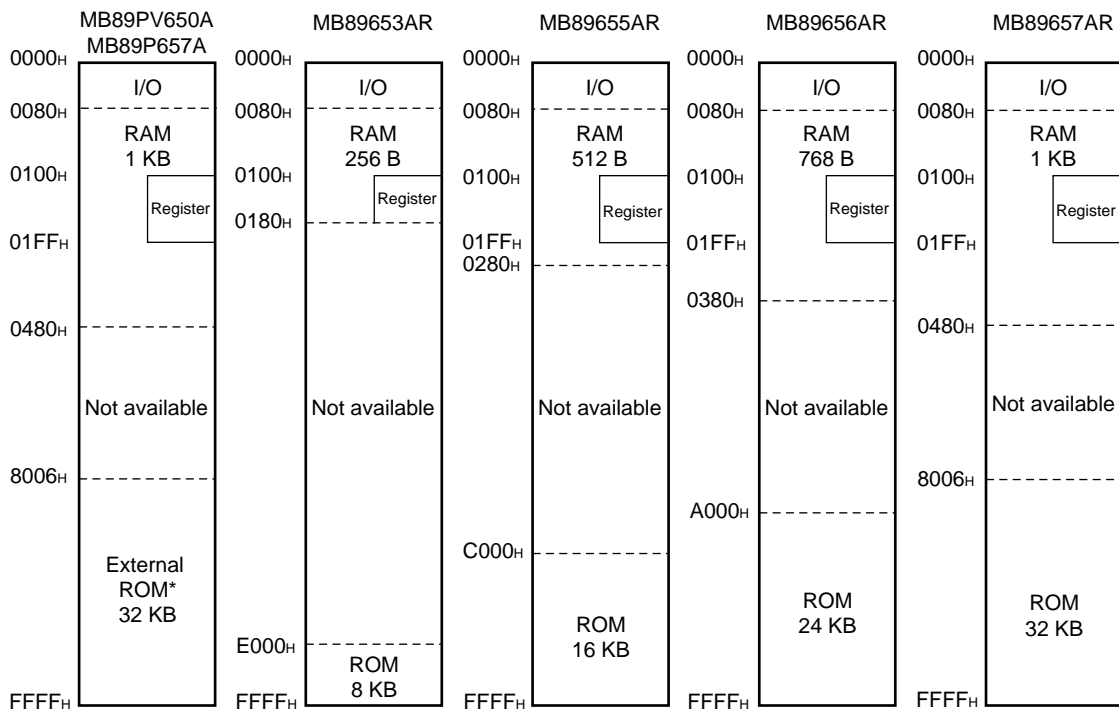 MB89PV650A
MB89P657A
0000H
I/O
0080H
RAM
1 KB
0100H
Register
01FFH
0480H
Not available
8006H
External
ROM*
32 KB
FFFFH
MB89653AR
0000H
I/O
0080H
RAM
256 B
0100H
Register
0180H
Not available
E000H
ROM
8 KB
FFFFH
MB89655AR
0000H
I/O
0080H
RAM
512 B
0100H
Register
01FFH
0280H
Not available
C000H
ROM
16 KB
FFFFH
MB89656AR
0000H
I/O
0080H
RAM
768 B
0100H
Register
01FFH
0380H
Not available
A000H
ROM
24 KB
FFFFH
MB89657AR
0000H
I/O
0080H
RAM
1 KB
0100H
Register
01FFH
0480H
Not available
8006H
ROM
32 KB
FFFFH